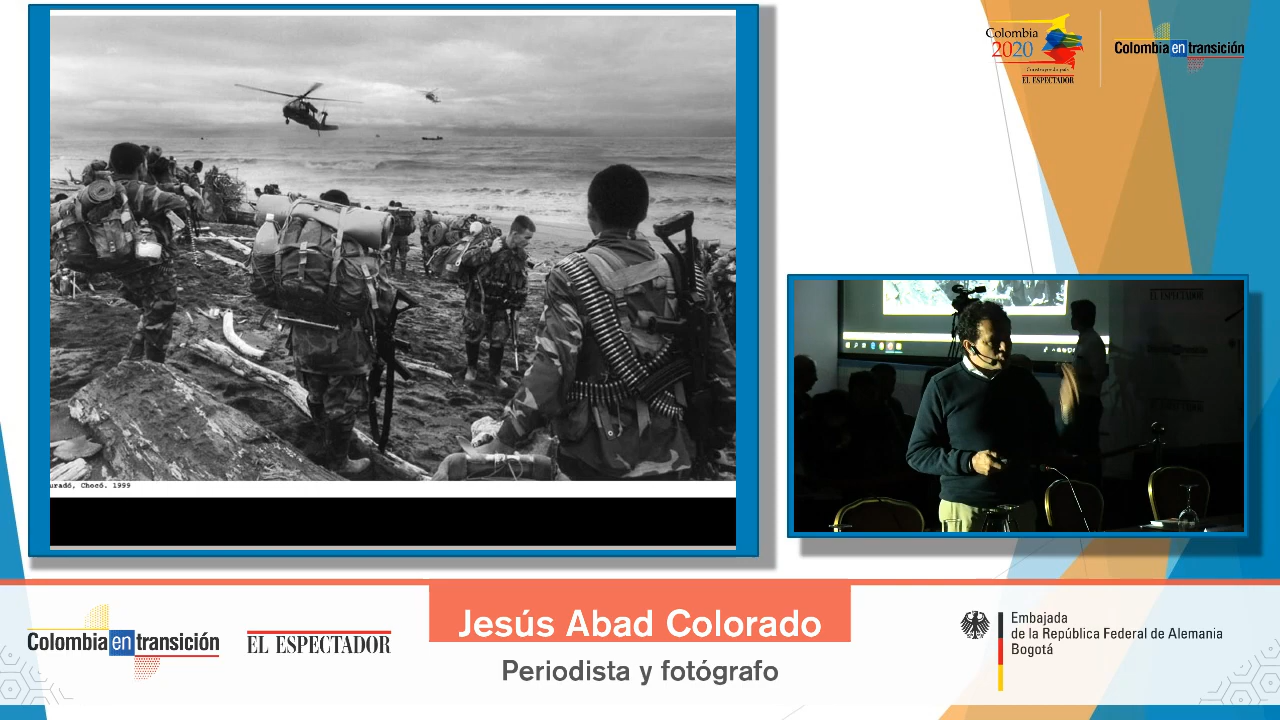 Colombia
2020
EL ESPECTADOR
Colombia en transición
EL ESPECTADOR
uradó, Chocó. 1999
Jesús Abad Colorado
Periodista y fotógrafo
Colombia en transición
EL ESPECTADOR
Embajada
de la República Federal de Alemania
Bogotá